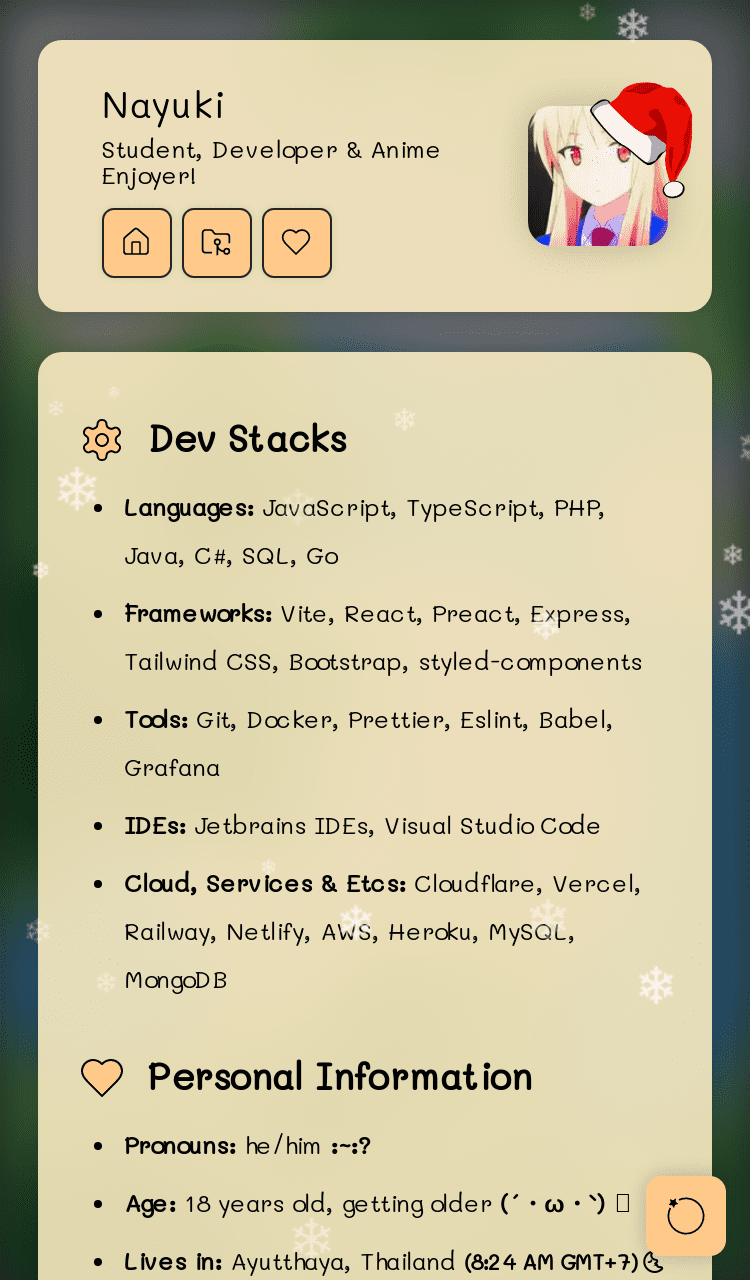 Nayuki
Student, Developer & Anime
Enjoyer!
Dev Stacks
Languages: JavaScript, TypeScript, PHP,
Java, C#, SQL, Go
Frameworks: Vite, React, Preact, Express,
Tailwind CSS, Bootstrap, styled-components
Tools: Git, Docker, Prettier, Eslint, Babel,
Grafana
IDEs: Jetbrains IDEs, Visual Studio Code
Cloud, Services & Etcs: Cloudflare, Vercel,
Railway, Netlify, AWS, Heroku, MySQL,
MongoDB
Personal Information
Pronouns: he/him :~:?
Age: 18 years old, getting older (´・ω・`)
Lives in: Ayutthaya, Thailand (8:24 AM GMT+7)